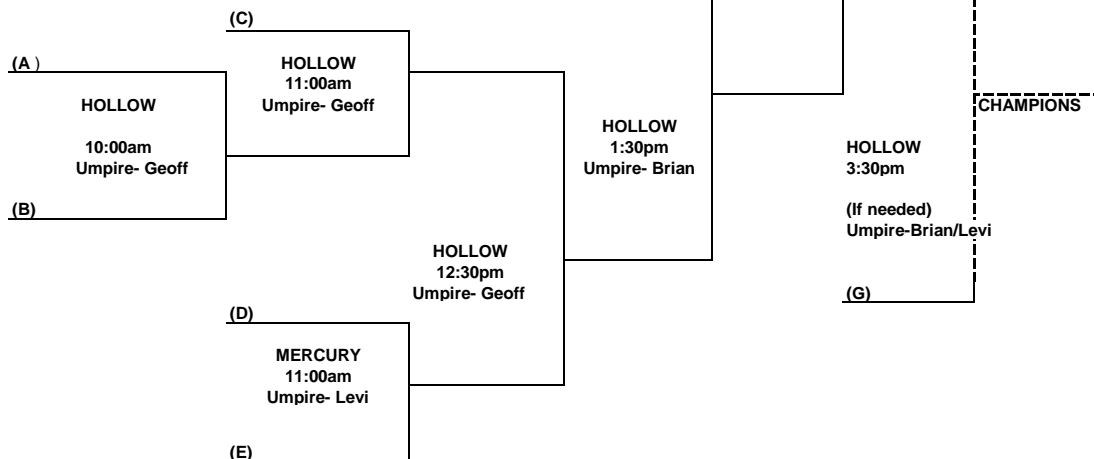 (C)
(A )
HOLLOW
11:00am
Umpire- Geoff
HOLLOW
10:00am
Umpire- Geoff
(B)
HOLLOW
1:30pm
Umpire- Brian
CHAMPIONS
HOLLOW
3:30pm
(If needed)
Umpire-Brian/Levi
HOLLOW
12:30pm
Umpire- Geoff
(G)
(D)
MERCURY
11:00am
Umpire- Levi
(E)